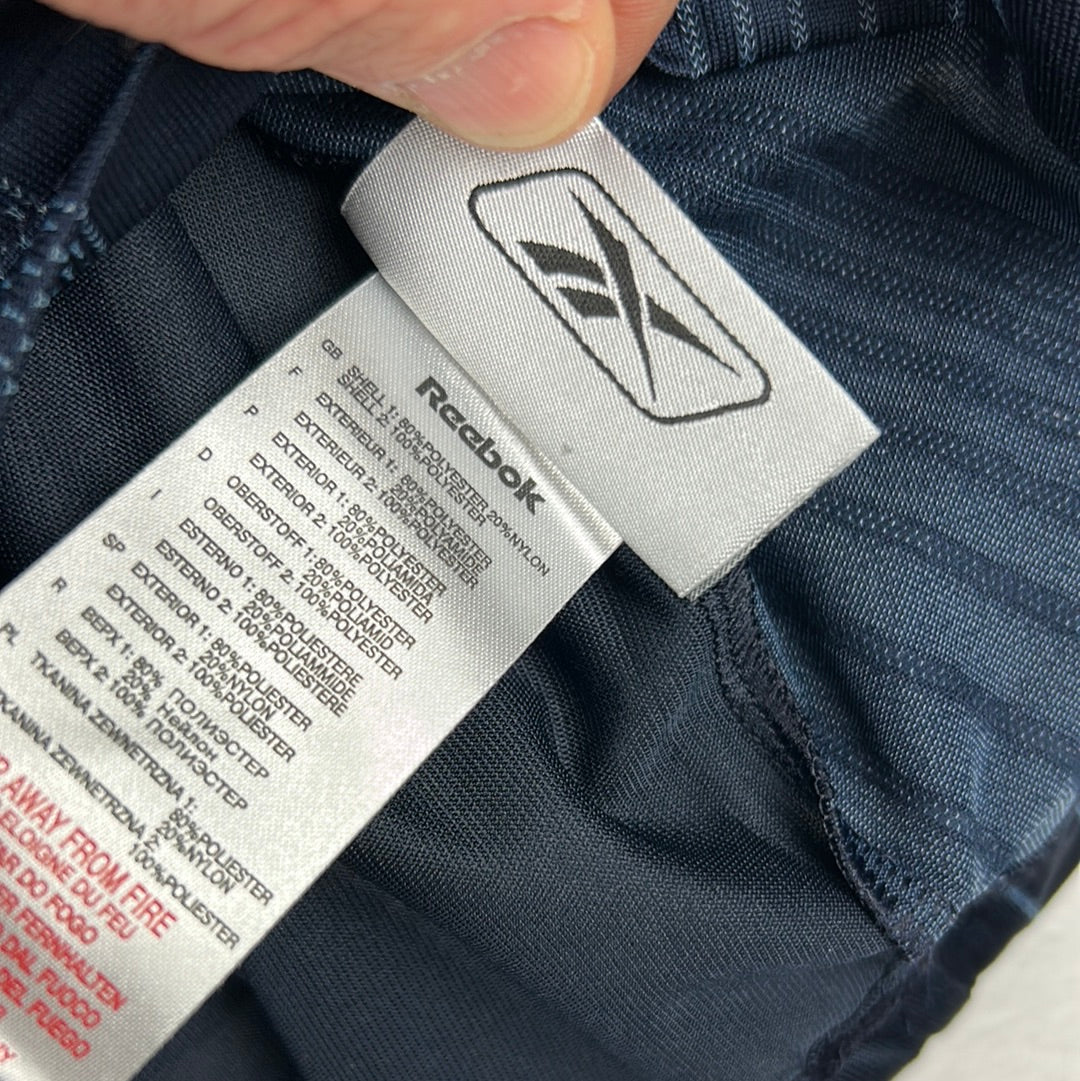 Reebok
GB SHELL 1: 80%POLYESTER 20%NYLON
SHELL 2: 100%POLYESTER
F EXTERIEUR 1: 80%POLYESTER
20%POLYAMIDE
EXTERIEUR 2: 100%POLYESTER
P EXTERIOR 1: 80%POLYESTER
20%POLIAMIDA
EXTERIOR 2: 100%POLYESTER
D OBERSTOFF 1: 80%POLYESTER
20%POLIAMID
OBERSTOFF 2: 100%POLYESTER
I ESTERNO 1: 80%POLIESTERE
20%POLIAMIDE
ESTERNO 2: 100%POLIESTERE
SP EXTERIOR 1: 80%POLIESTER
20%NYLON
EXTERIOR 2: 100%POLIESTER
R ВЕРХ 1: 80% ПОЛИЭСТЕР
20% Нейлон
ВЕРХ 2: 100% ПОЛИЭСТЕР
PL TKANINA ZEWNETRZNA 1:
80%POLIESTER
20%NYLON
TKANINA ZEWNETRZNA 2:
100%POLIESTER
AWAY FROM FIRE
ELOIGNE DU FEU
DO FOGO
FERNHALTEN
DAL FUOCO
DEL FUEGO